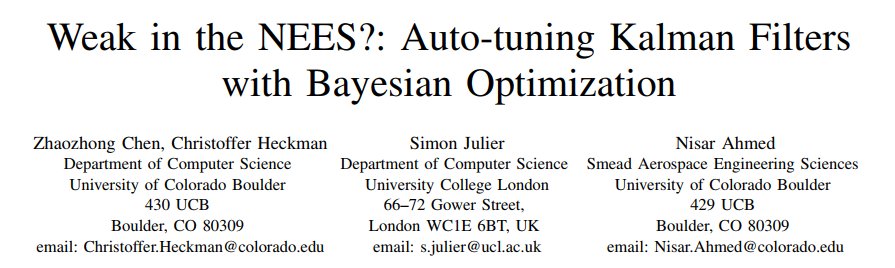 Weak in the NEES?: Auto-tuning Kalman Filters
with Bayesian Optimization
Zhaozhong Chen, Christoffer Heckman
Department of Computer Science
University of Colorado Boulder
430 UCB
Boulder, CO 80309
email: Christoffer.Heckman@colorado.edu
Simon Julier
Department of Computer Science
University College London
66–72 Gower Street,
London WC1E 6BT, UK
email: s.julier@ucl.ac.uk
Nisar Ahmed
Smead Aerospace Engineering Sciences
University of Colorado Boulder
429 UCB
Boulder, CO 80309
email: Nisar.Ahmed@colorado.edu